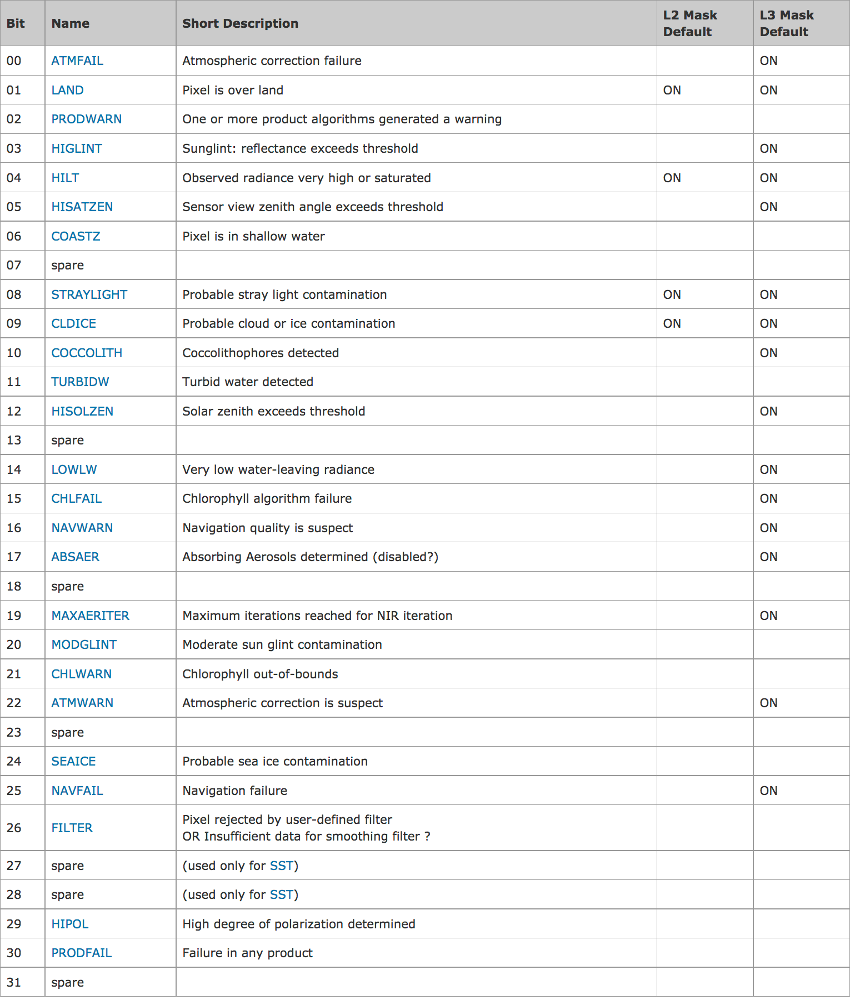 Bit Name Short Description L2 Mask Default L3 Mask Default
00 ATMFAIL Atmospheric correction failure ON
01 LAND Pixel is over land ON ON
02 PRODWARN One or more product algorithms generated a warning
03 HIGLINT Sunglint: reflectance exceeds threshold ON
04 HILT Observed radiance very high or saturated ON ON
05 HISATZEN Sensor view zenith angle exceeds threshold ON
06 COASTZ Pixel is in shallow water
07 spare
08 STRAYLIGHT Probable stray light contamination ON ON
09 CLDICE Probable cloud or ice contamination ON ON
10 COCCOLITH Coccolithophores detected ON
11 TURBIDW Turbid water detected
12 HISOLZEN Solar zenith exceeds threshold ON
13 spare
14 LOWLW Very low water-leaving radiance ON
15 CHLFAIL Chlorophyll algorithm failure ON
16 NAVWARN Navigation quality is suspect ON
17 ABSAER Absorbing Aerosols determined (disabled?) ON
18 spare
19 MAXAERITER Maximum iterations reached for NIR iteration ON
20 MODGLINT Moderate sun glint contamination
21 CHLWARN Chlorophyll out-of-bounds
22 ATMWARN Atmospheric correction is suspect ON
23 spare
24 SEAICE Probable sea ice contamination
25 NAVFAIL Navigation failure ON
26 FILTER Pixel rejected by user-defined filter
OR Insufficient data for smoothing filter ?
27 spare (used only for SST)
28 spare (used only for SST)
29 HIPOL High degree of polarization determined
30 PRODFAIL Failure in any product
31 spare